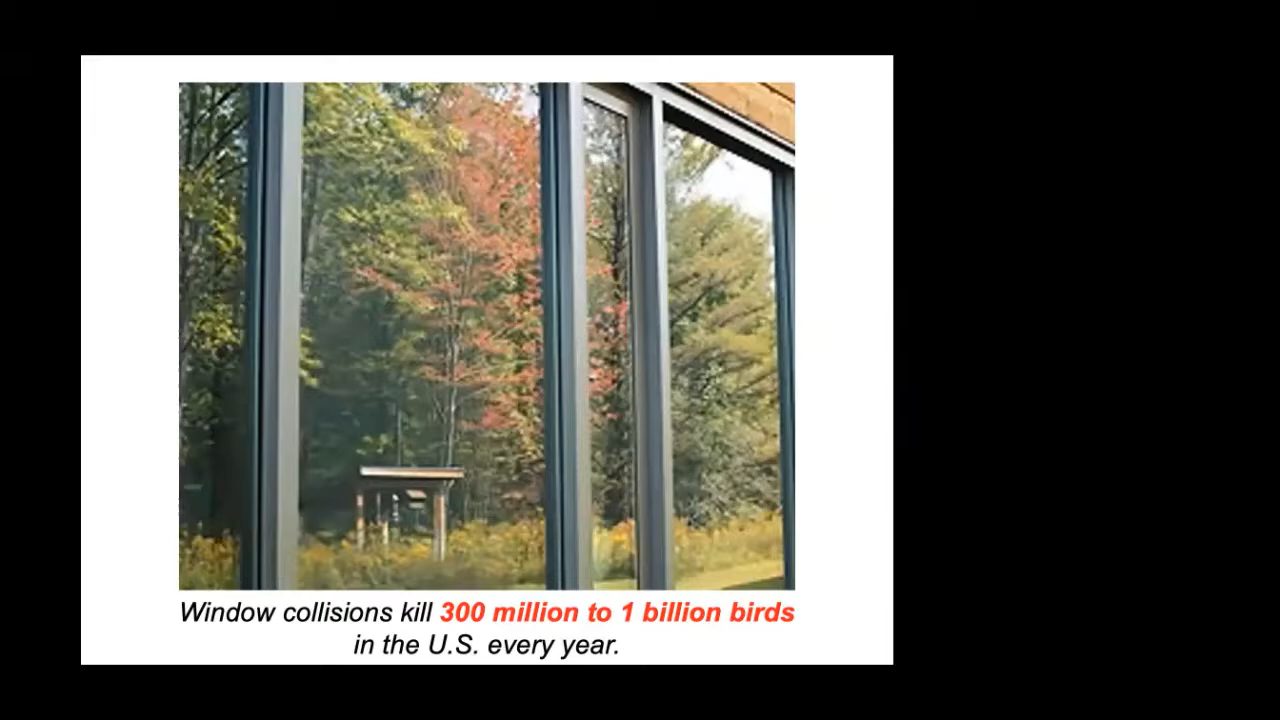 Window collisions kill 300 million to 1 billion birds
in the U.S. every year.